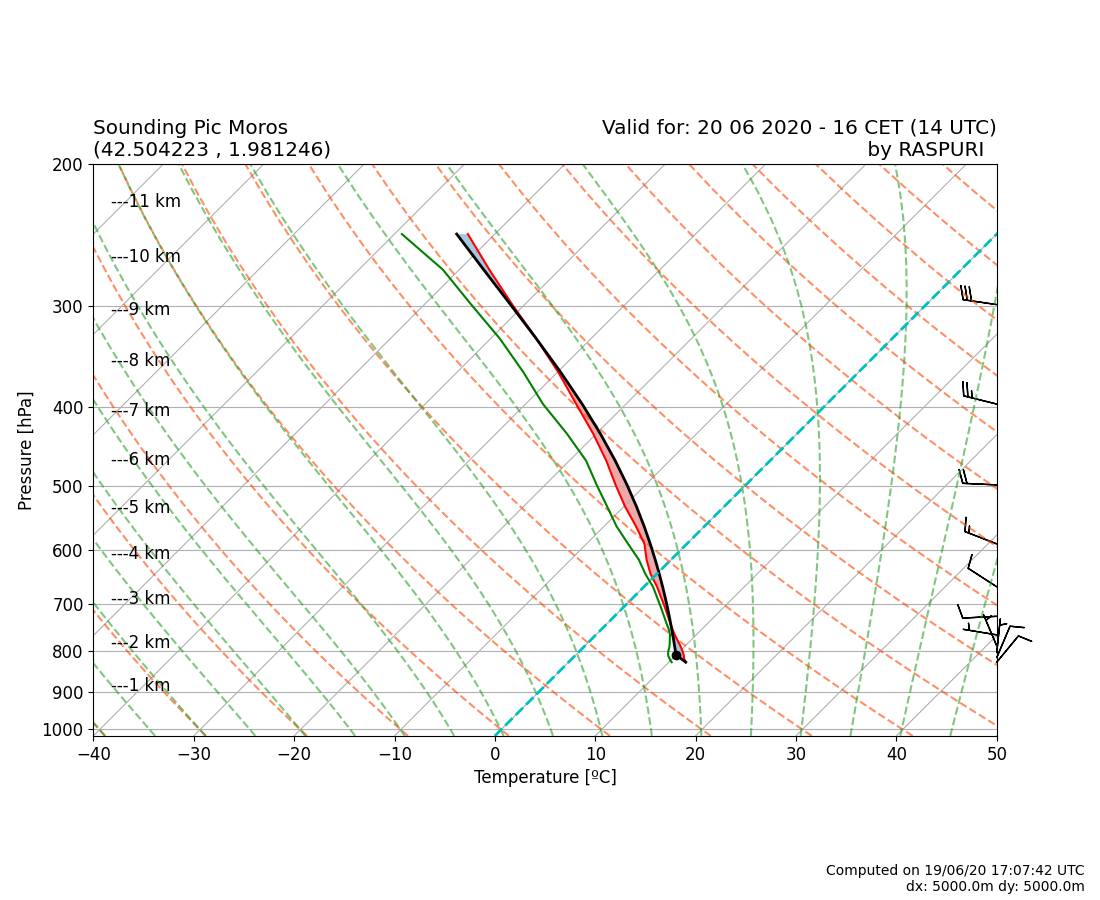 Sounding Pic Moros
(42.504223 , 1.981246)
Valid for: 20 06 2020 - 16 CET (14 UTC)
by RASPURI
200
---11 km
---10 km
300
---9 km
---8 km
400
---7 km
---6 km
500
---5 km
600
---4 km
700
---3 km
800
---2 km
900
---1 km
1000
Pressure [hPa]
−40 −30 −20 −10 0 10 20 30 40 50
Temperature [ºC]
Computed on 19/06/20 17:07:42 UTC
dx: 5000.0m dy: 5000.0m